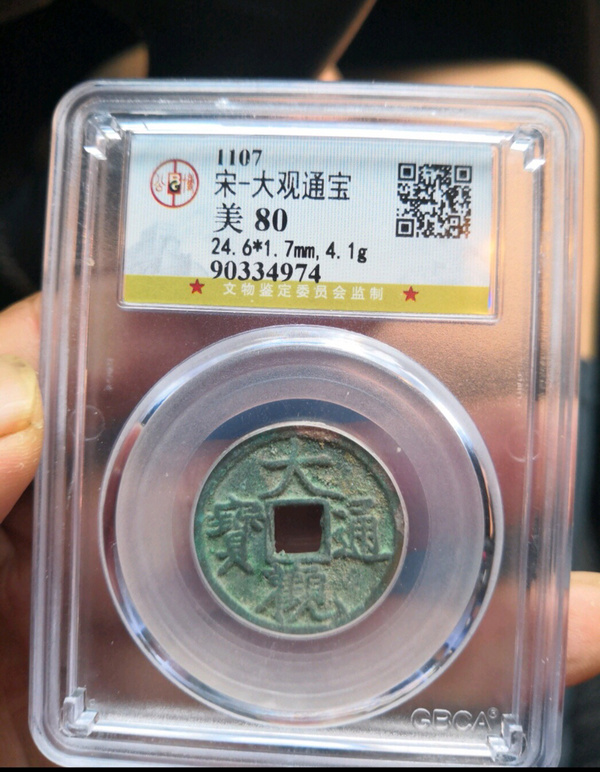 1107
宋-大观通宝
美 80
24.6*1.7mm,4.1g
90334974
★ 文物鉴定委员会监制 ★
大觀通寶
GBCA